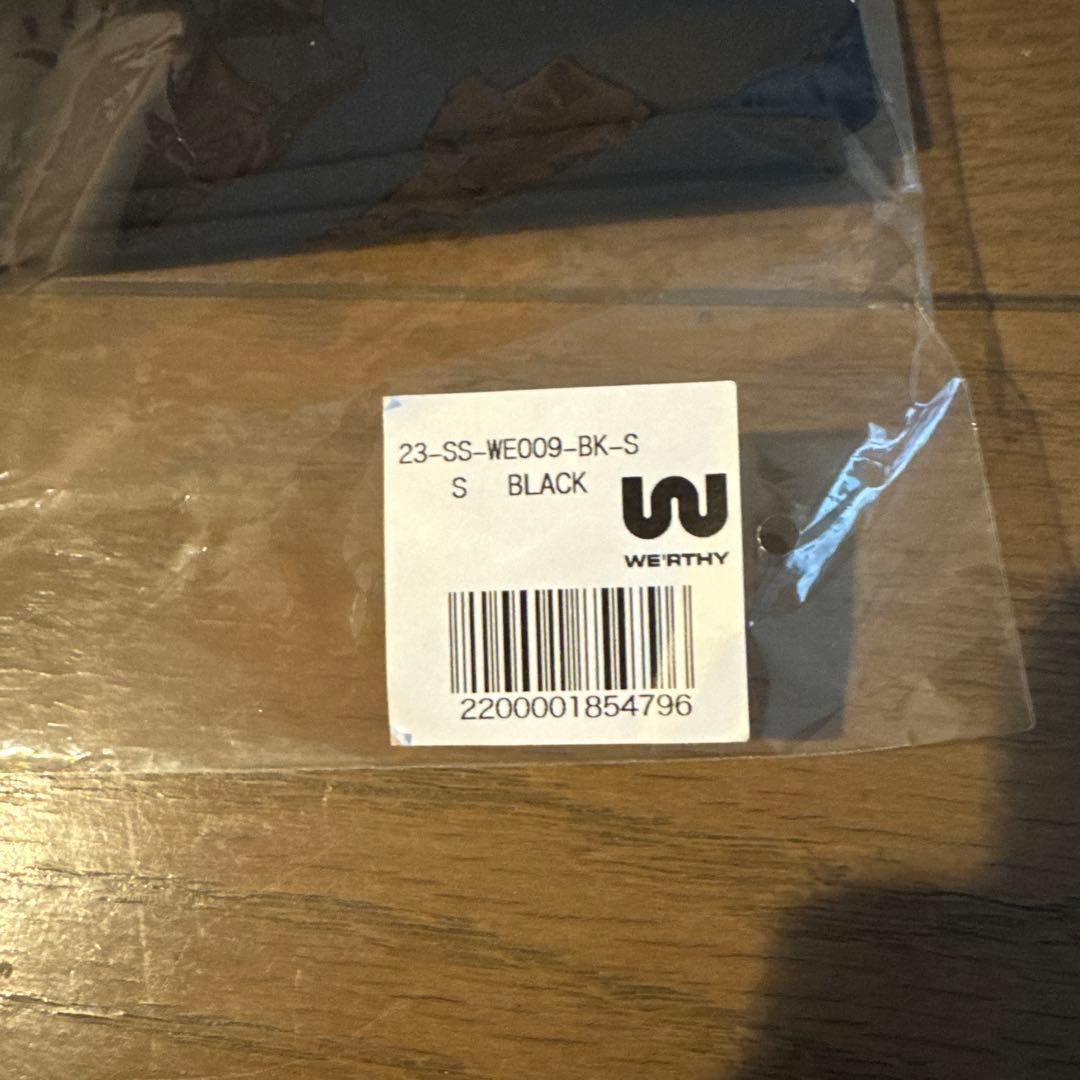 23-SS-WE009-BK-S
S BLACK
W
WE'RTHY
2200001854796